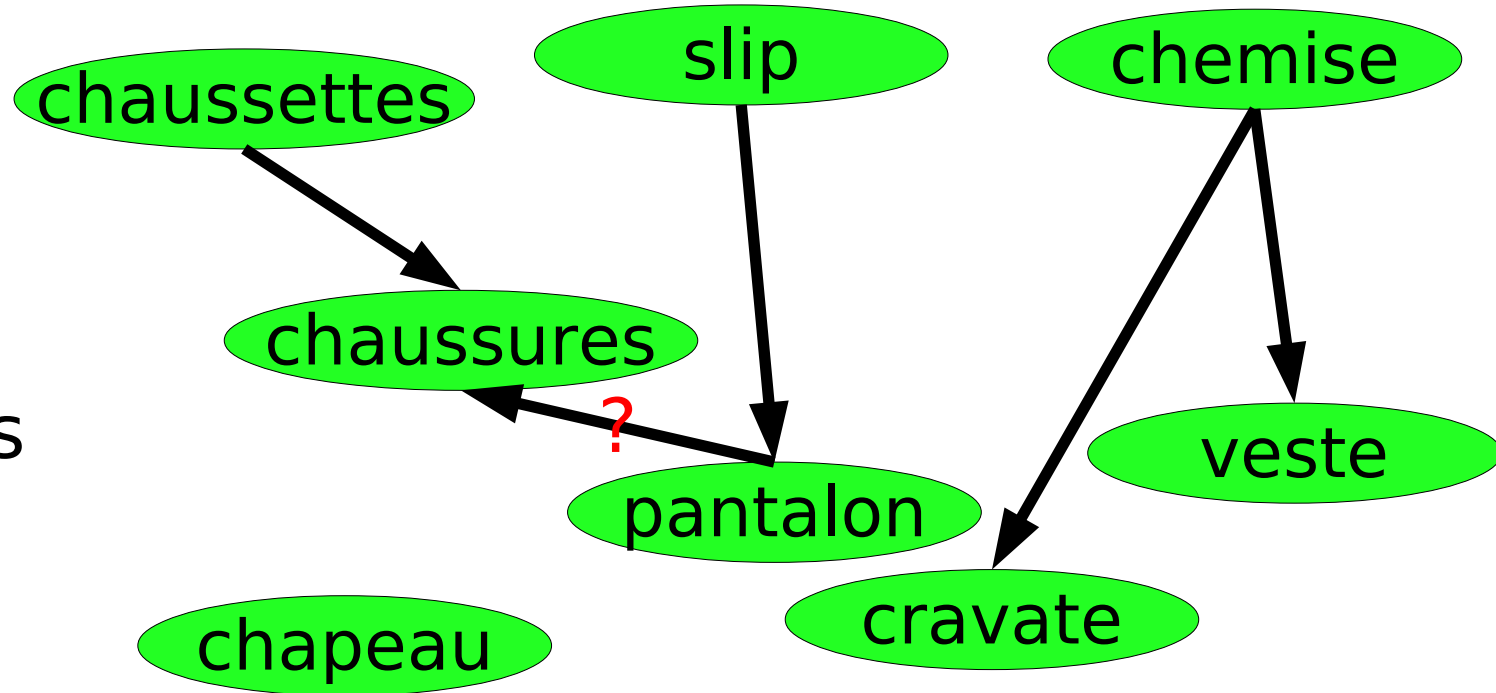 slip
chemise
chaussettes
chaussures
?
s
veste
pantalon
cravate
chapeau